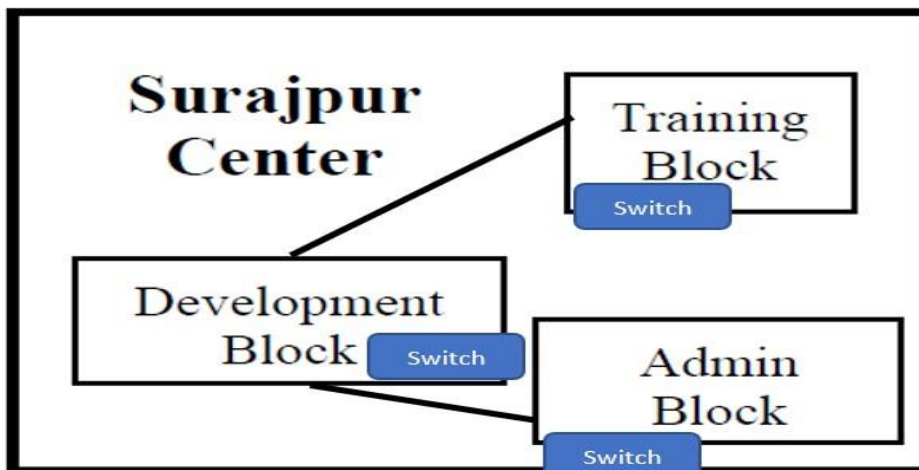 Surajpur
Center
Training
Block
Switch
Development
Block
Switch
Admin
Block
Switch